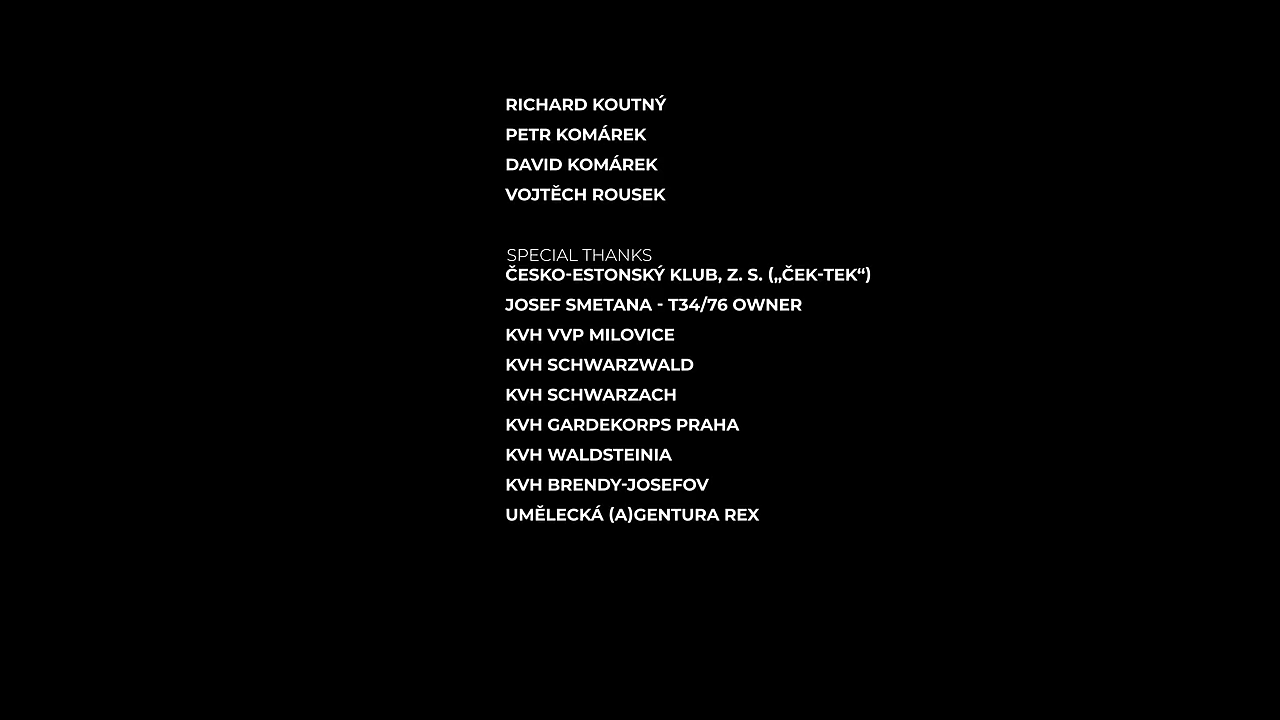 RICHARD KOUTNÝ
PETR KOMÁREK
DAVID KOMÁREK
VOJTĚCH ROUSEK
SPECIAL THANKS
ČESKO-ESTONSKÝ KLUB, Z. S. („ČEK-TEK“)
JOSEF SMETANA - T34/76 OWNER
KVH VVP MILOVICE
KVH SCHWARZWALD
KVH SCHWARZACH
KVH GARDEKORPS PRAHA
KVH WALDSTEINIA
KVH BRENDY-JOSEFOV
UMĚLECKÁ (A)GENTURA REX